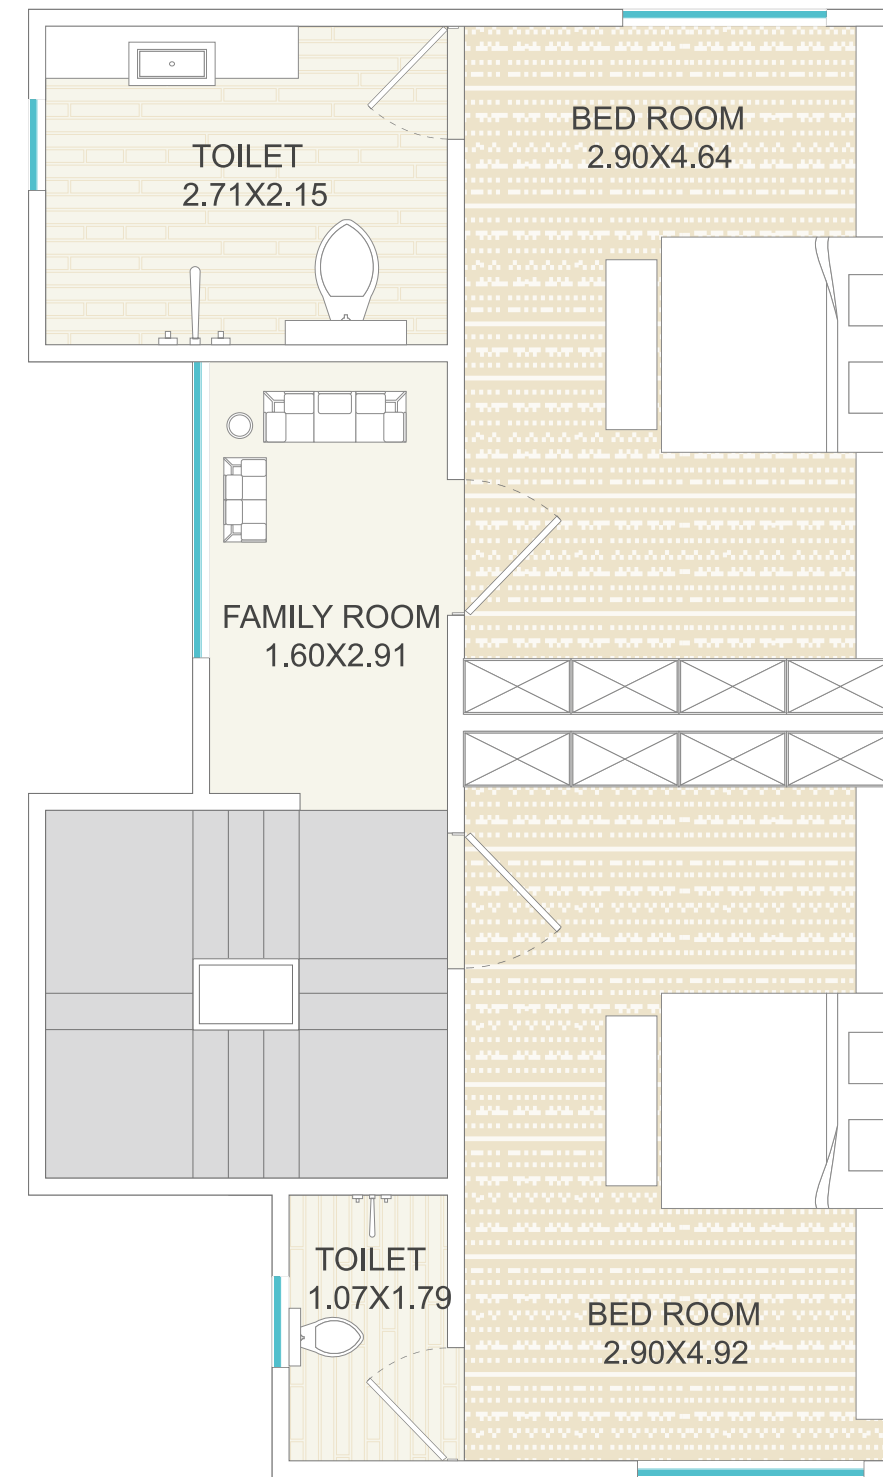 BED ROOM
2.90X4.64
TOILET
2.71X2.15
FAMILY ROOM
1.60X2.91
TOILET
1.07X1.79
BED ROOM
2.90X4.92